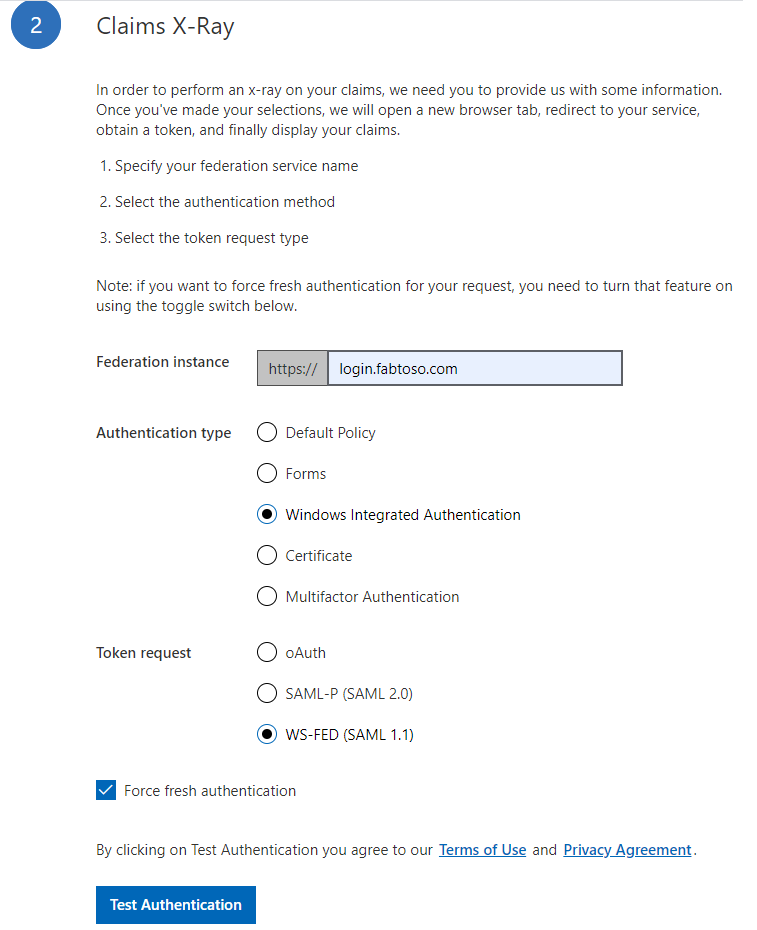 2
Claims X-Ray
In order to perform an x-ray on your claims, we need you to provide us with some information.
Once you've made your selections, we will open a new browser tab, redirect to your service,
obtain a token, and finally display your claims.
1. Specify your federation service name
2. Select the authentication method
3. Select the token request type
Note: if you want to force fresh authentication for your request, you need to turn that feature on
using the toggle switch below.
Federation instance https:// login.fabtoso.com
Authentication type Default Policy
Forms
Windows Integrated Authentication
Certificate
Multifactor Authentication
Token request oAuth
SAML-P (SAML 2.0)
WS-FED (SAML 1.1)
Force fresh authentication
By clicking on Test Authentication you agree to our Terms of Use and Privacy Agreement.
Test Authentication